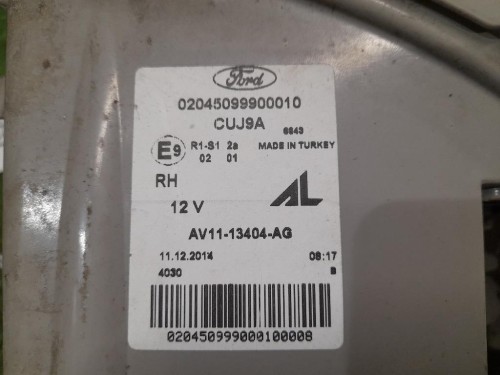 Ford
02045099900010
CUJ9A
6643
E9 R1-S1 2a MADE IN TURKEY
02 01
RH
AL
12 V
AV11-13404-AG
11.12.2014 08:17
4030 B
020450999000100008